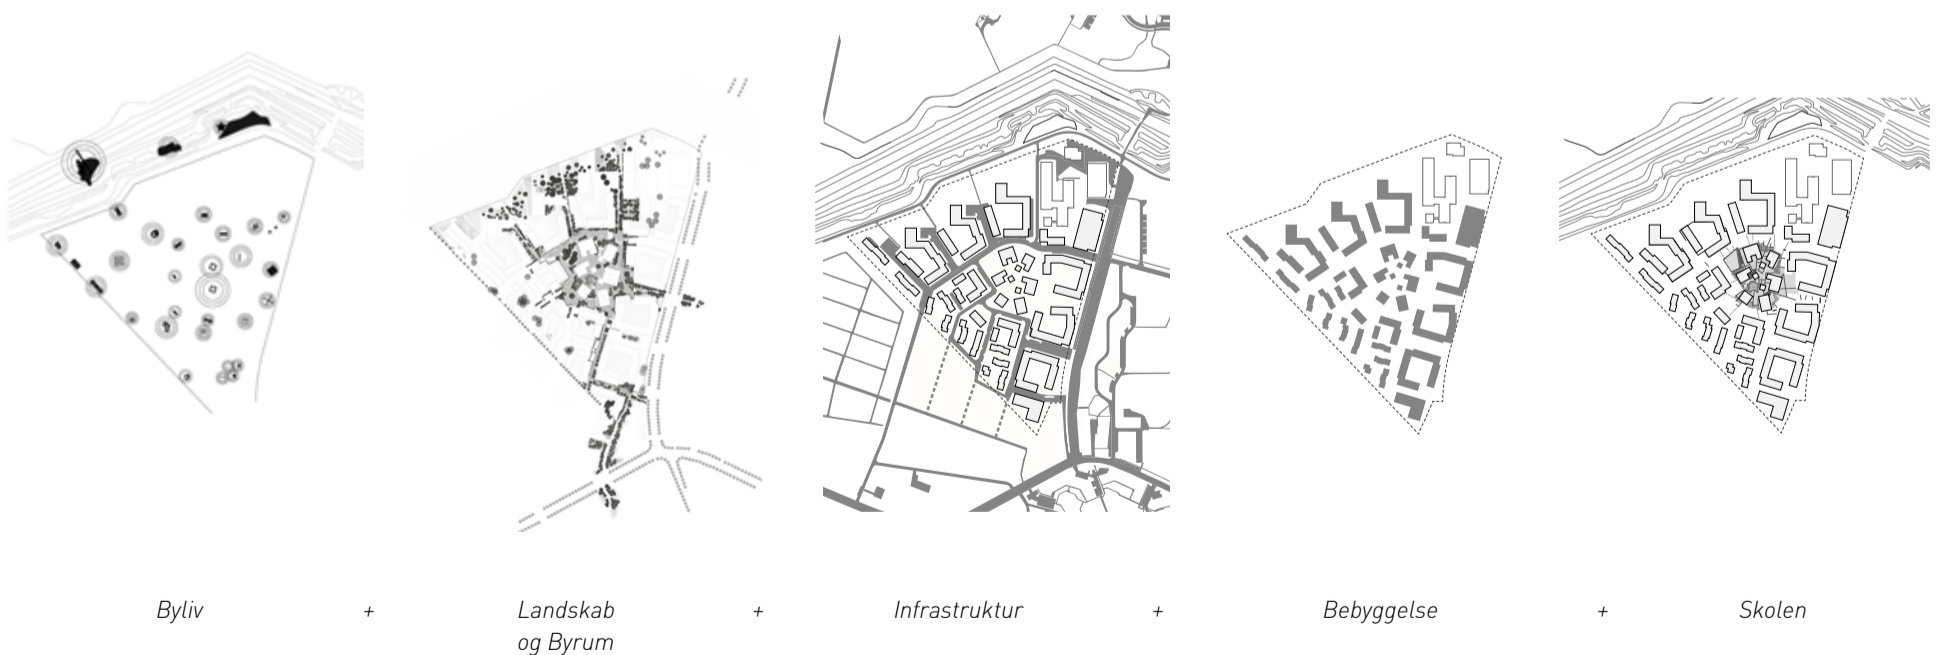 Byliv + Landskab + Infrastruktur + Bebyggelse + Skolen
og Byrum